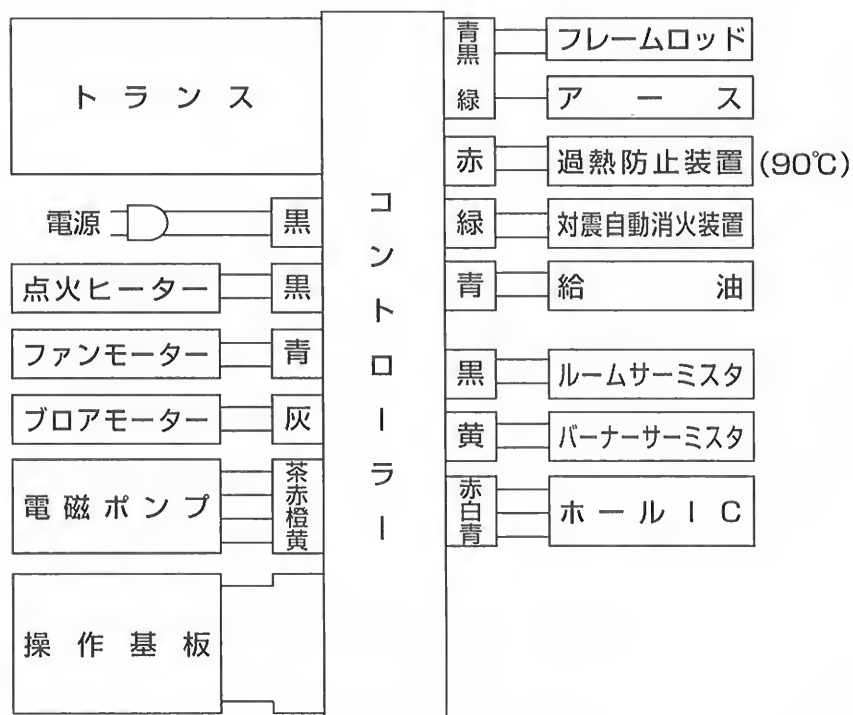 トランス
電源 黒
点火ヒーター 黒
ファンモーター 青
ブロアモーター 灰
電磁ポンプ 茶赤橙黄
操作基板
コントローラー
青黒 フレームロッド
緑 アース
赤 過熱防止装置 (90℃)
緑 対震自動消火装置
青 給油
黒 ルームサーミスタ
黄 バーナーサーミスタ
赤白青 ホールIC